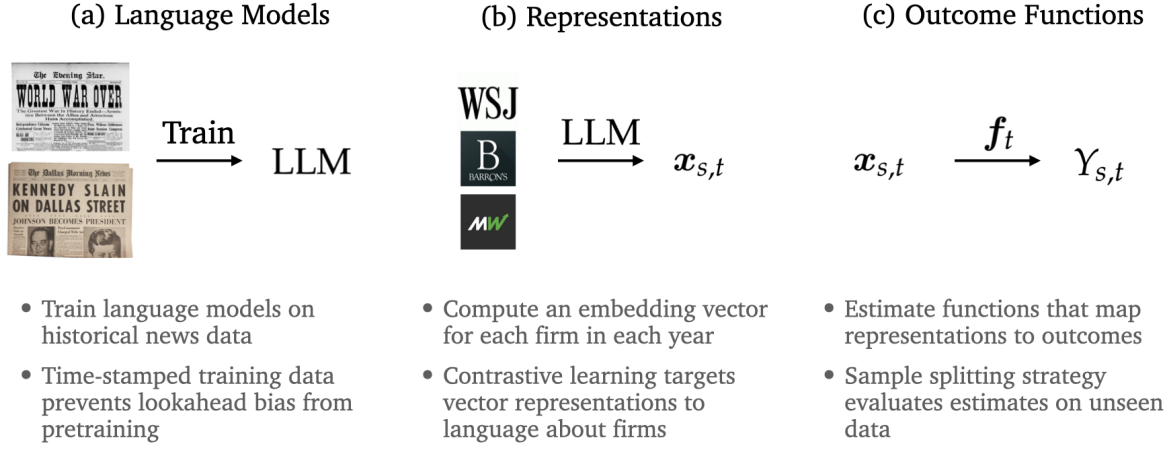 (a) Language Models
The Evening Star.
WORLD WAR OVER
Train
LLM
The Dallas Morning News
KENNEDY SLAIN
ON DALLAS STREET
JOHNSON BECOMES PRESIDENT
• Train language models on
historical news data
• Time-stamped training data
prevents lookahead bias from
pretraining
(b) Representations
WSJ
B
BARRON'S
MW
LLM
x_{s,t}
• Compute an embedding vector
for each firm in each year
• Contrastive learning targets
vector representations to
language about firms
(c) Outcome Functions
x_{s,t}
f_t
Y_{s,t}
• Estimate functions that map
representations to outcomes
• Sample splitting strategy
evaluates estimates on unseen
data